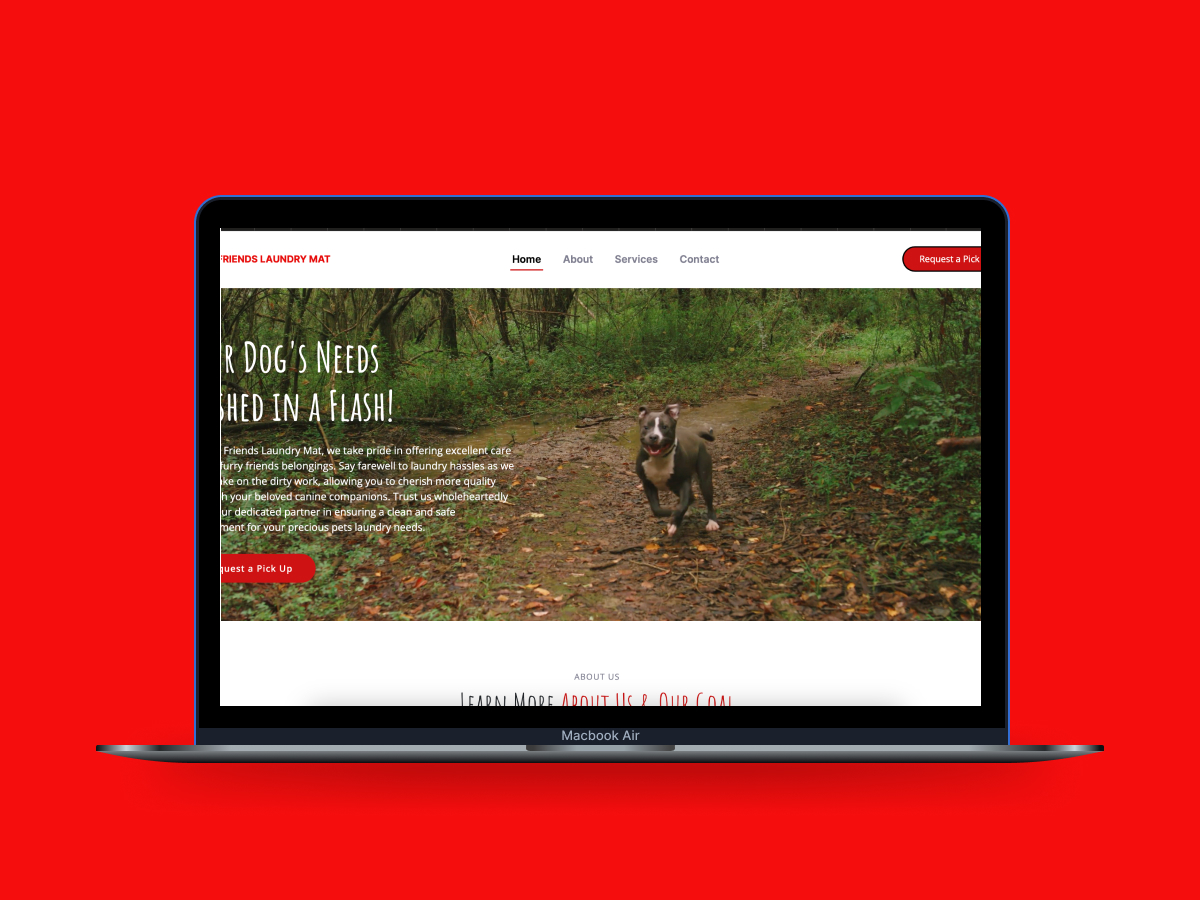 FRIENDS LAUNDRY MAT
Home About Services Contact
Request a Pick
R DOG'S NEEDS
SHED IN A FLASH!
Friends Laundry Mat, we take pride in offering excellent care
furry friends belongings. Say farewell to laundry hassles as we
ke on the dirty work, allowing you to cherish more quality
h your beloved canine companions. Trust us wholeheartedly
ur dedicated partner in ensuring a clean and safe
ment for your precious pets laundry needs.
quest a Pick Up
ABOUT US
LEARN MORE ABOUT US & OUR GOAL
Macbook Air